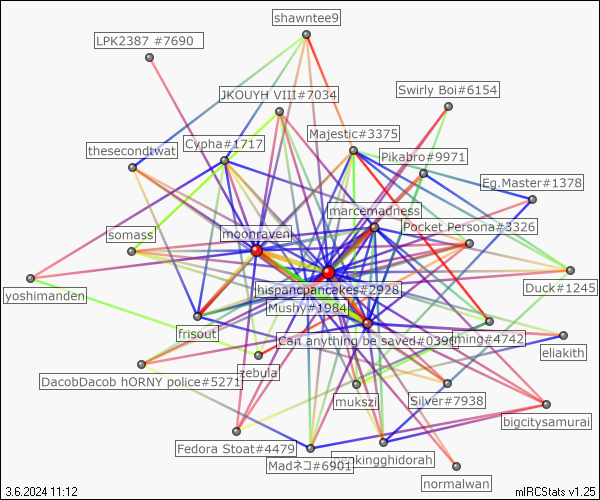 shawntee9
LPK2387 #7690
Swirly Boi#6154
JKOUYH VIII#7034
Majestic#3375
Cypha#1717
thesecondtwat
Pikabro#9971
Eg.Master#1378
marcemadness
Pocket Persona#3326
moonraven
somass
Duck#1245
hispancpancakes#2928
yoshimanden
Mushy#1984
frisout
Can anything be saved#039
ming#4742
eliakith
zebula
DacobDacob hORNY police#5271
mukszi
Silver#7938
bigcitysamurai
Fedora Stoat#4479
Madネコ#6901
kingghidorah
normalwan
3.6.2024 11:12
mIRCStats v1.25